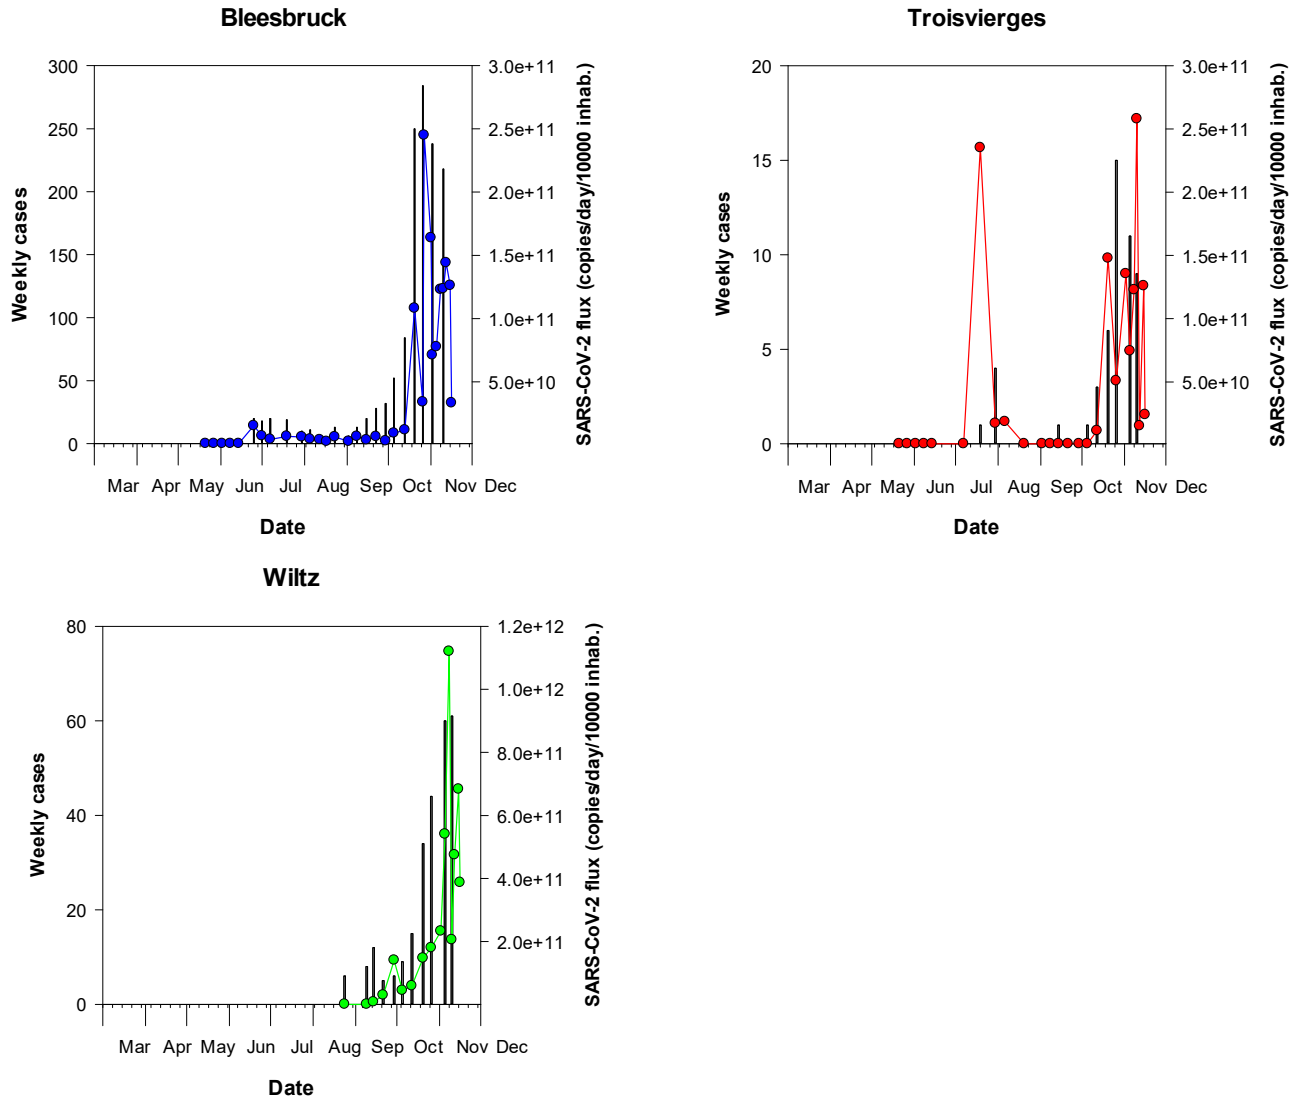 Bleesbruck
300
250
200
150
100
50
0
Weekly cases
3.0e+11
2.5e+11
2.0e+11
1.5e+11
1.0e+11
5.0e+10
0
SARS-CoV-2 flux (copies/day/10000 inhab.)
Mar Apr May Jun Jul Aug Sep Oct Nov Dec
Date
Troisvierges
20
15
10
5
0
Weekly cases
3.0e+11
2.5e+11
2.0e+11
1.5e+11
1.0e+11
5.0e+10
0
SARS-CoV-2 flux (copies/day/10000 inhab.)
Mar Apr May Jun Jul Aug Sep Oct Nov Dec
Date
Wiltz
80
60
40
20
0
Weekly cases
1.2e+12
1.0e+12
8.0e+11
6.0e+11
4.0e+11
2.0e+11
0
SARS-CoV-2 flux (copies/day/10000 inhab.)
Mar Apr May Jun Jul Aug Sep Oct Nov Dec
Date